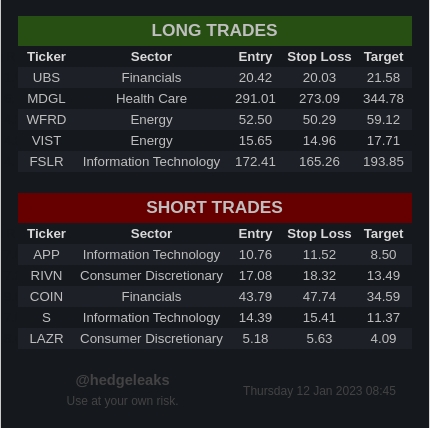 LONG TRADES
Ticker Sector Entry Stop Loss Target
UBS Financials 20.42 20.03 21.58
MDGL Health Care 291.01 273.09 344.78
WFRD Energy 52.50 50.29 59.12
VIST Energy 15.65 14.96 17.71
FSLR Information Technology 172.41 165.26 193.85
SHORT TRADES
Ticker Sector Entry Stop Loss Target
APP Information Technology 10.76 11.52 8.50
RIVN Consumer Discretionary 17.08 18.32 13.49
COIN Financials 43.79 47.74 34.59
S Information Technology 14.39 15.41 11.37
LAZR Consumer Discretionary 5.18 5.63 4.09
@hedgeleaks
Thursday 12 Jan 2023 08:45
Use at your own risk.